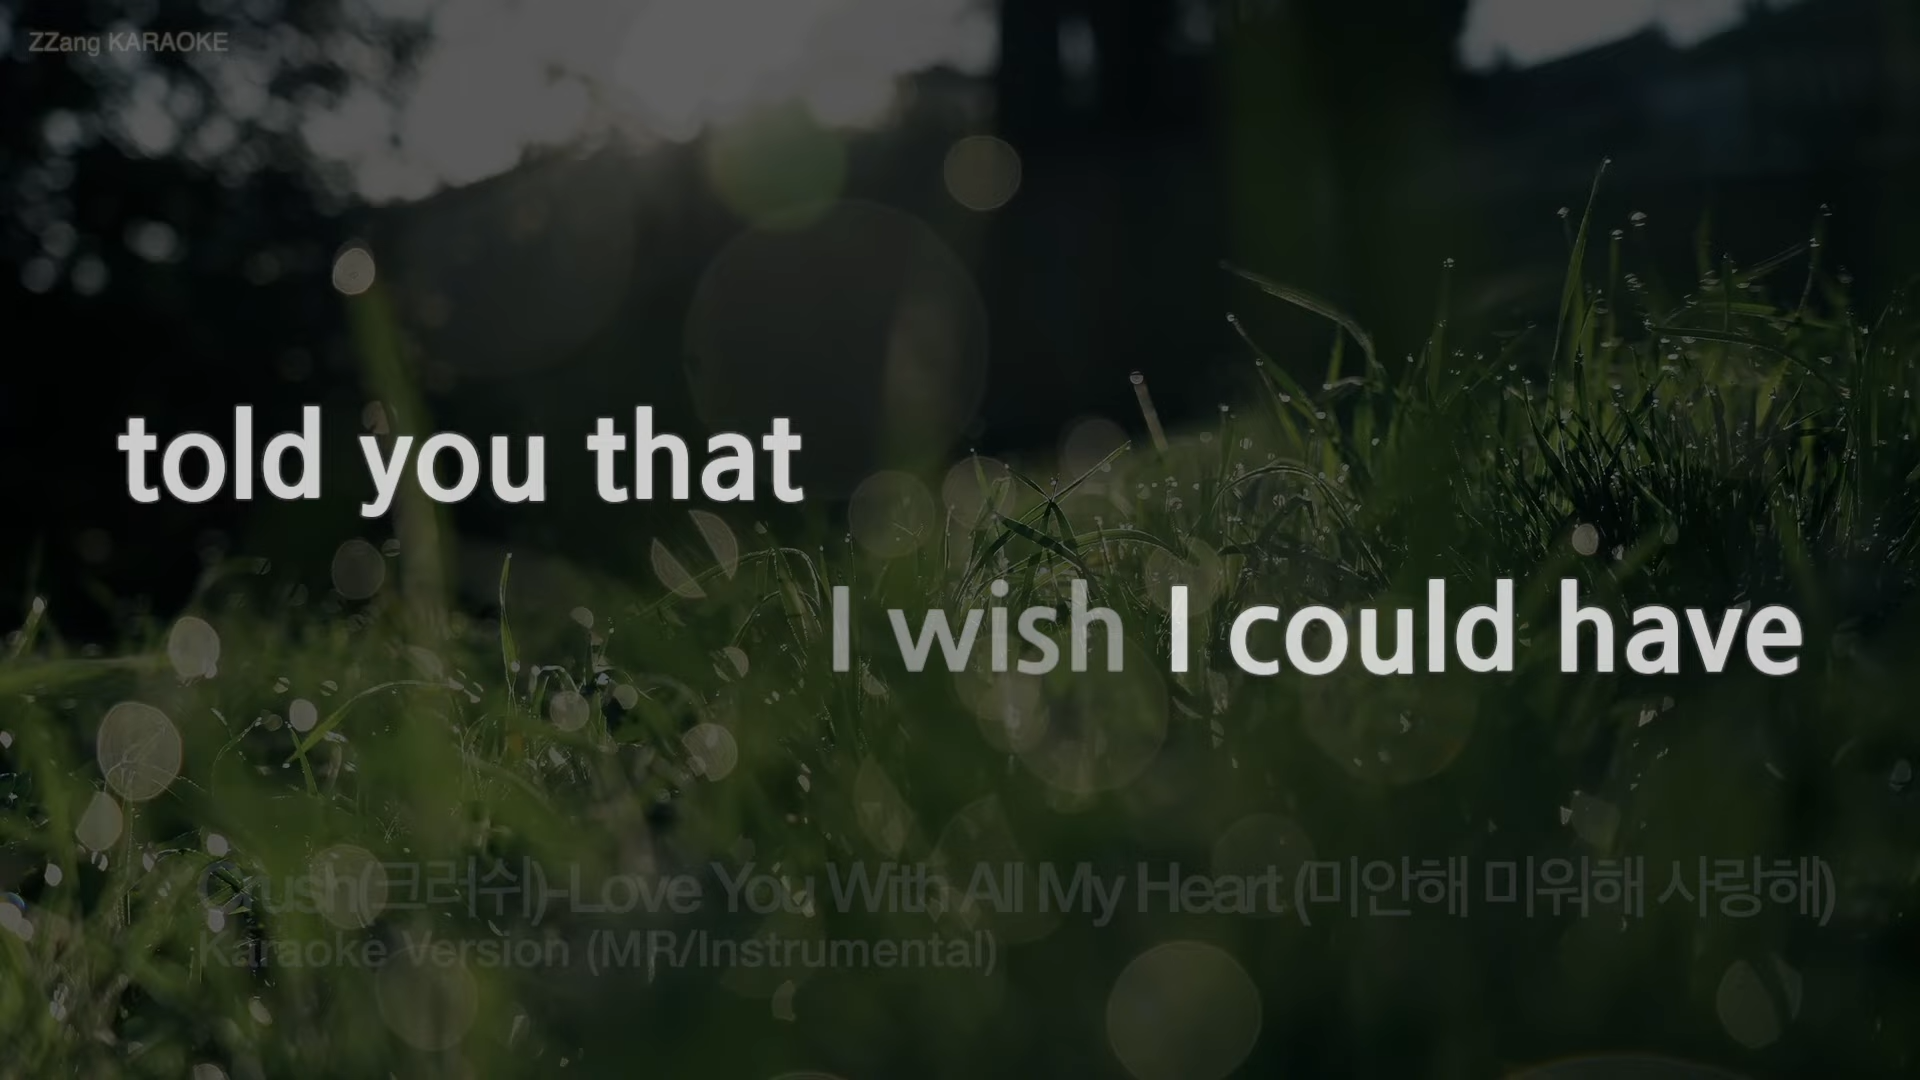 ZZang KARAOKE
told you that
I wish I could have
Crush(크러쉬)-Love You With All My Heart (미안해 미워해 사랑해)
Karaoke Version (MR/Instrumental)